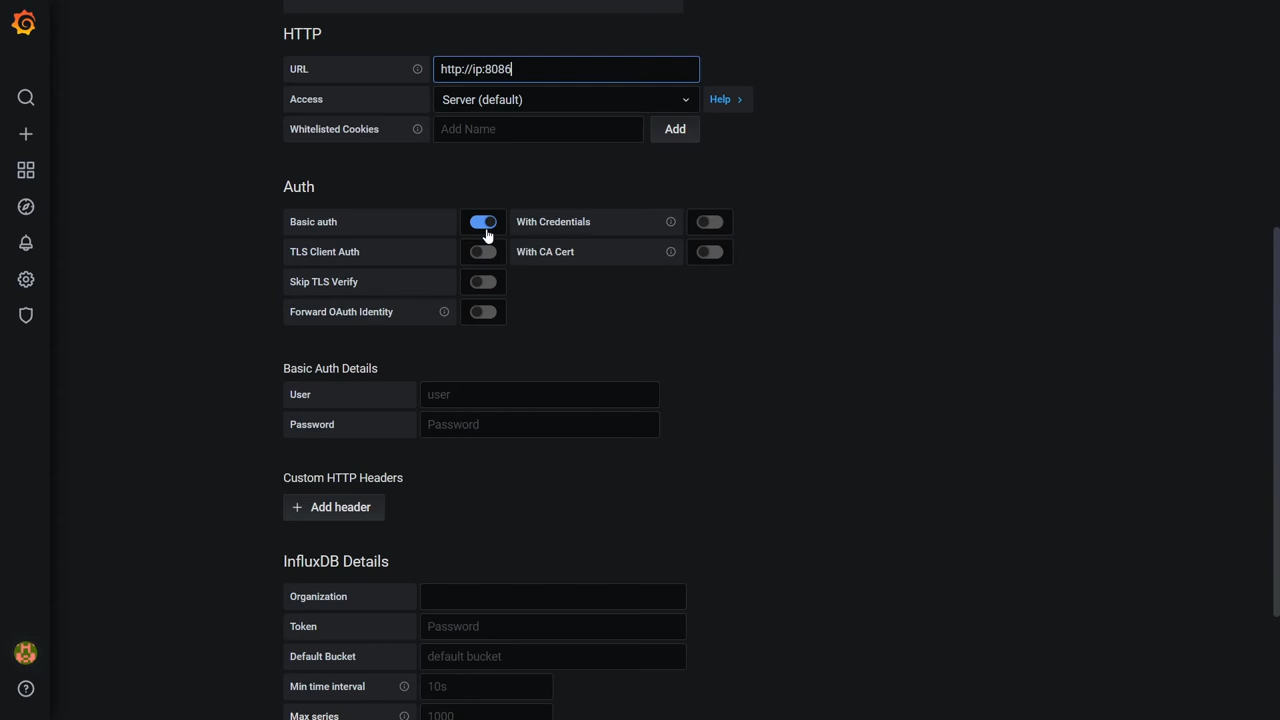 HTTP
URL http://ip:8086
Access Server (default) Help >
Whitelisted Cookies Add Name Add
Auth
Basic auth With Credentials
TLS Client Auth With CA Cert
Skip TLS Verify
Forward OAuth Identity
Basic Auth Details
User user
Password Password
Custom HTTP Headers
+ Add header
InfluxDB Details
Organization
Token Password
Default Bucket default bucket
Min time interval 10s
Max series 1000